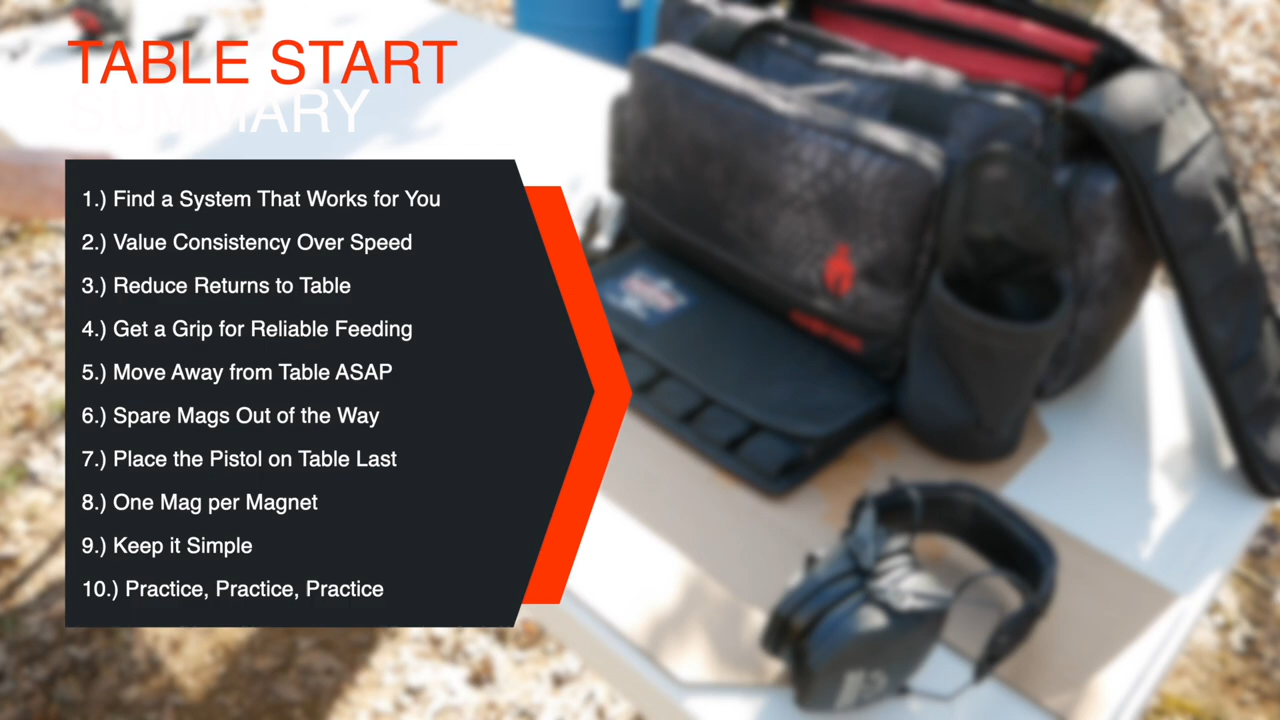 TABLE START
SUMMARY
1.) Find a System That Works for You
2.) Value Consistency Over Speed
3.) Reduce Returns to Table
4.) Get a Grip for Reliable Feeding
5.) Move Away from Table ASAP
6.) Spare Mags Out of the Way
7.) Place the Pistol on Table Last
8.) One Mag per Magnet
9.) Keep it Simple
10.) Practice, Practice, Practice